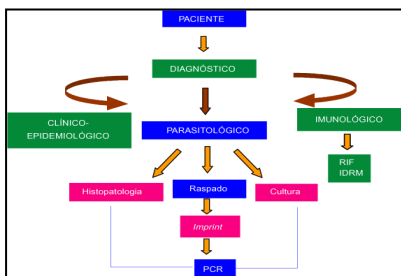 PACIENTE
DIAGNÓSTICO
CLÍNICO-
EPIDEMIOLÓGICO
PARASITOLÓGICO
IMUNOLÓGICO
RIF
IDRM
Histopatologia
Raspado
Cultura
Imprint
PCR